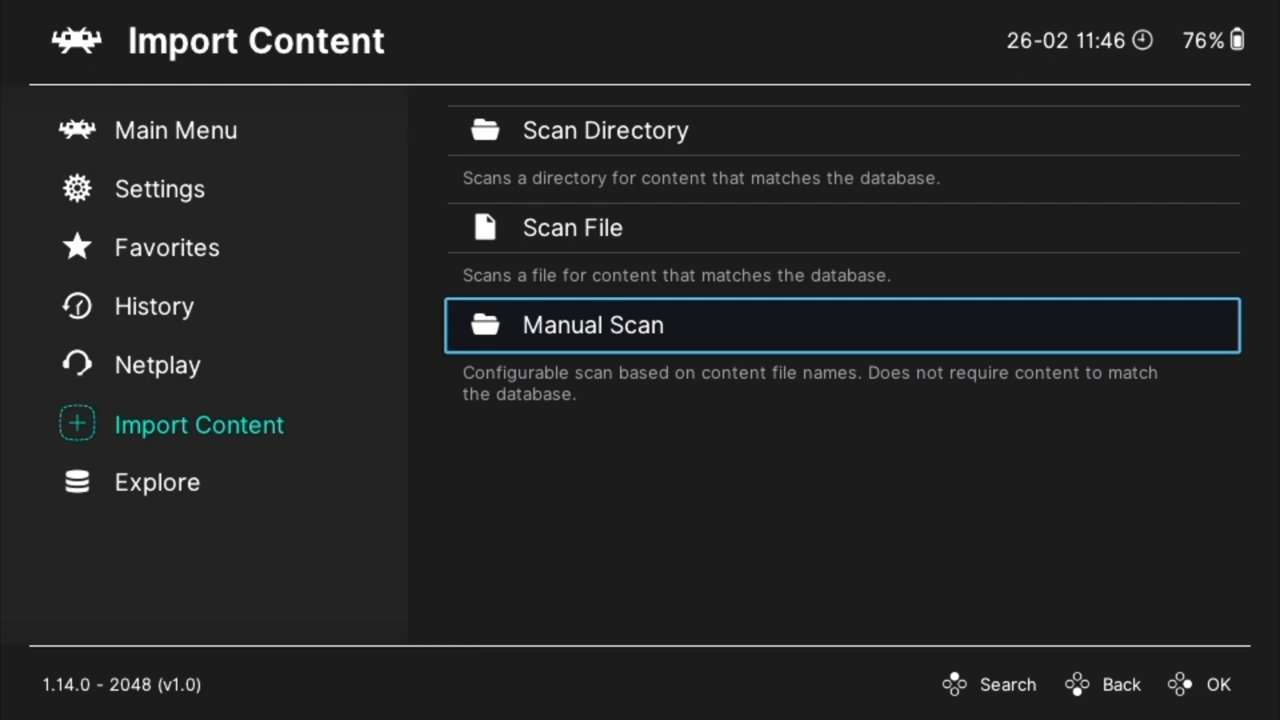 Import Content
26-02 11:46
76%
Main Menu
Settings
Favorites
History
Netplay
Import Content
Explore
Scan Directory
Scans a directory for content that matches the database.
Scan File
Scans a file for content that matches the database.
Manual Scan
Configurable scan based on content file names. Does not require content to match
the database.
1.14.0 - 2048 (v1.0)
Search
Back
OK